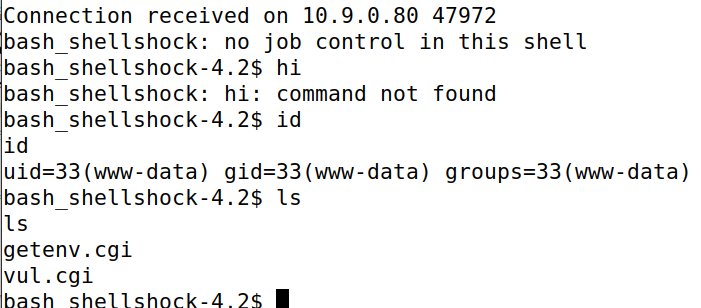 Connection received on 10.9.0.80 47972
bash_shellshock: no job control in this shell
bash_shellshock-4.2$ hi
bash_shellshock: hi: command not found
bash_shellshock-4.2$ id
id
uid=33(www-data) gid=33(www-data) groups=33(www-data)
bash_shellshock-4.2$ ls
ls
getenv.cgi
vul.cgi
bash_shellshock-4.2$